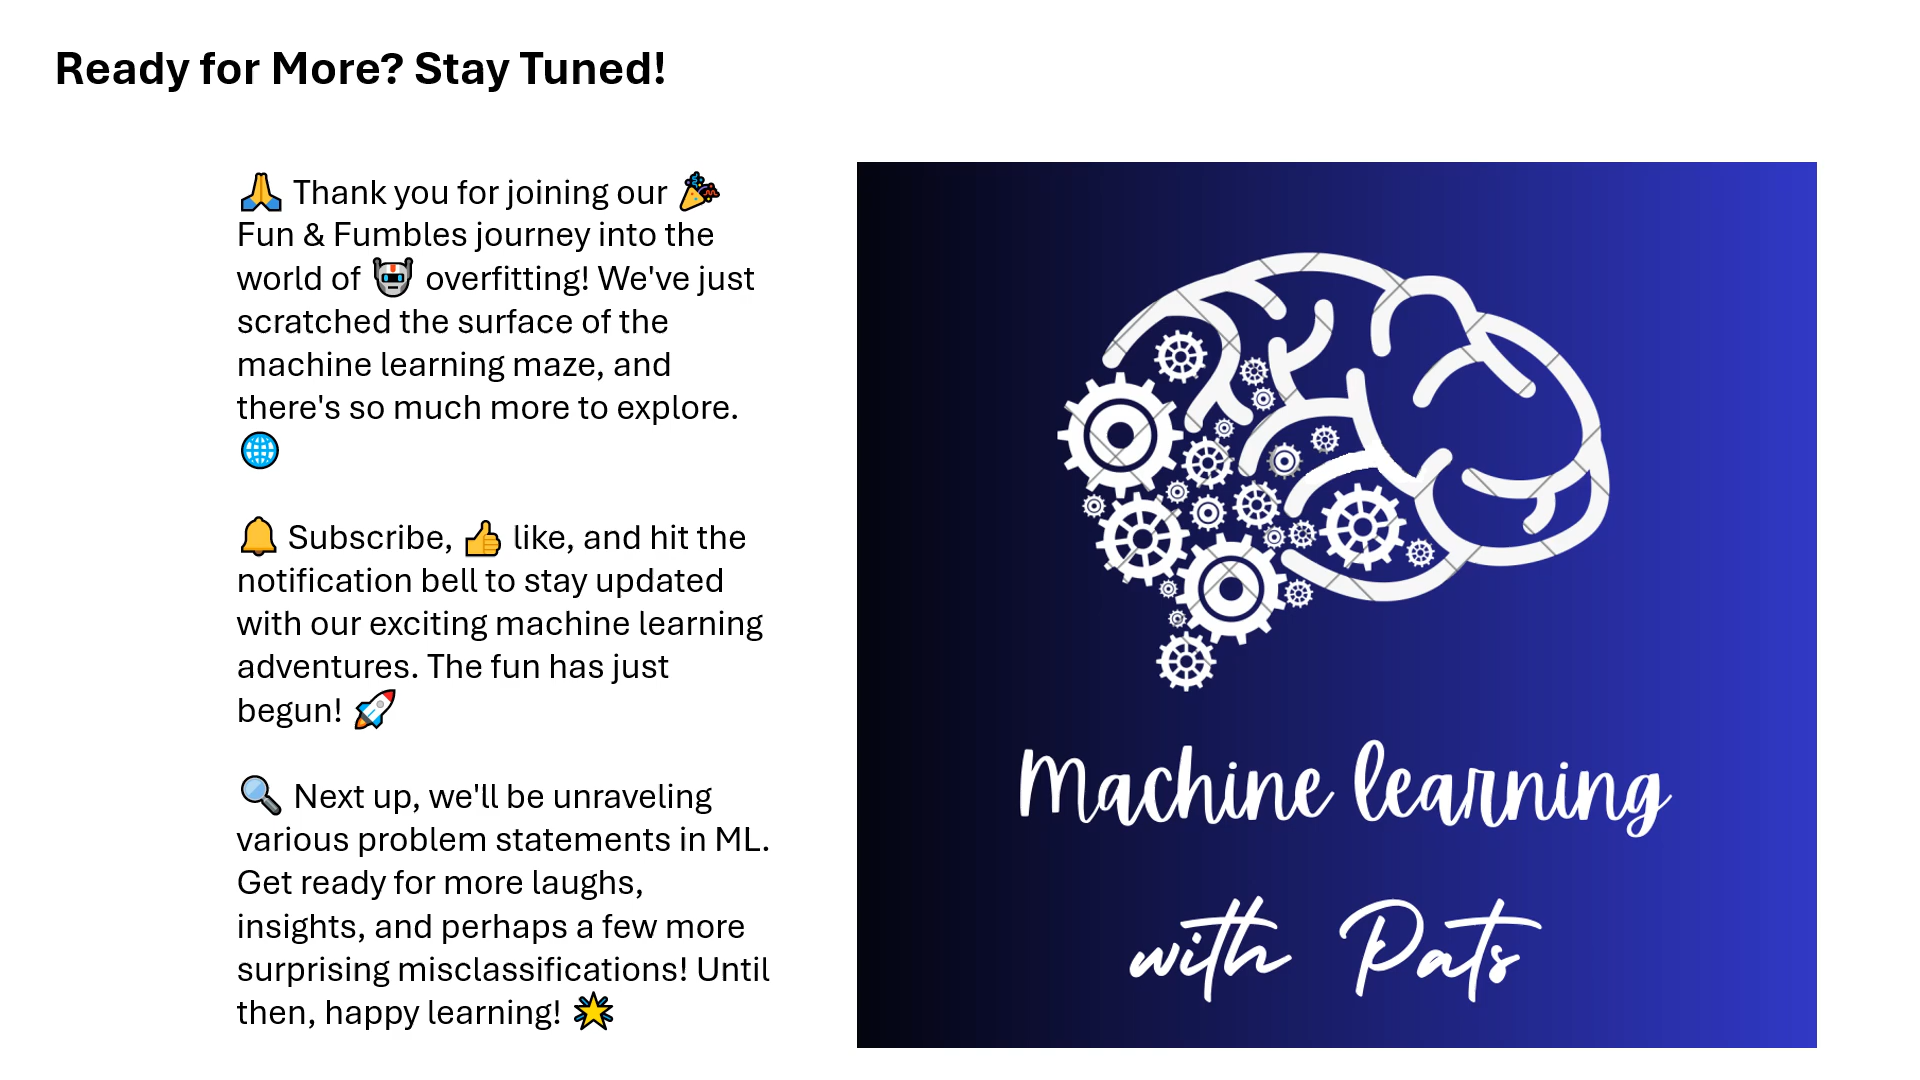 Ready for More? Stay Tuned!
🙏 Thank you for joining our 🎉
Fun & Fumbles journey into the
world of 🤖 overfitting! We've just
scratched the surface of the
machine learning maze, and
there's so much more to explore.
🌐
🔔 Subscribe, 👍 like, and hit the
notification bell to stay updated
with our exciting machine learning
adventures. The fun has just
begun! 🚀
🔍 Next up, we'll be unraveling
various problem statements in ML.
Get ready for more laughs,
insights, and perhaps a few more
surprising misclassifications! Until
then, happy learning! 🌟
Machine learning
with Pats